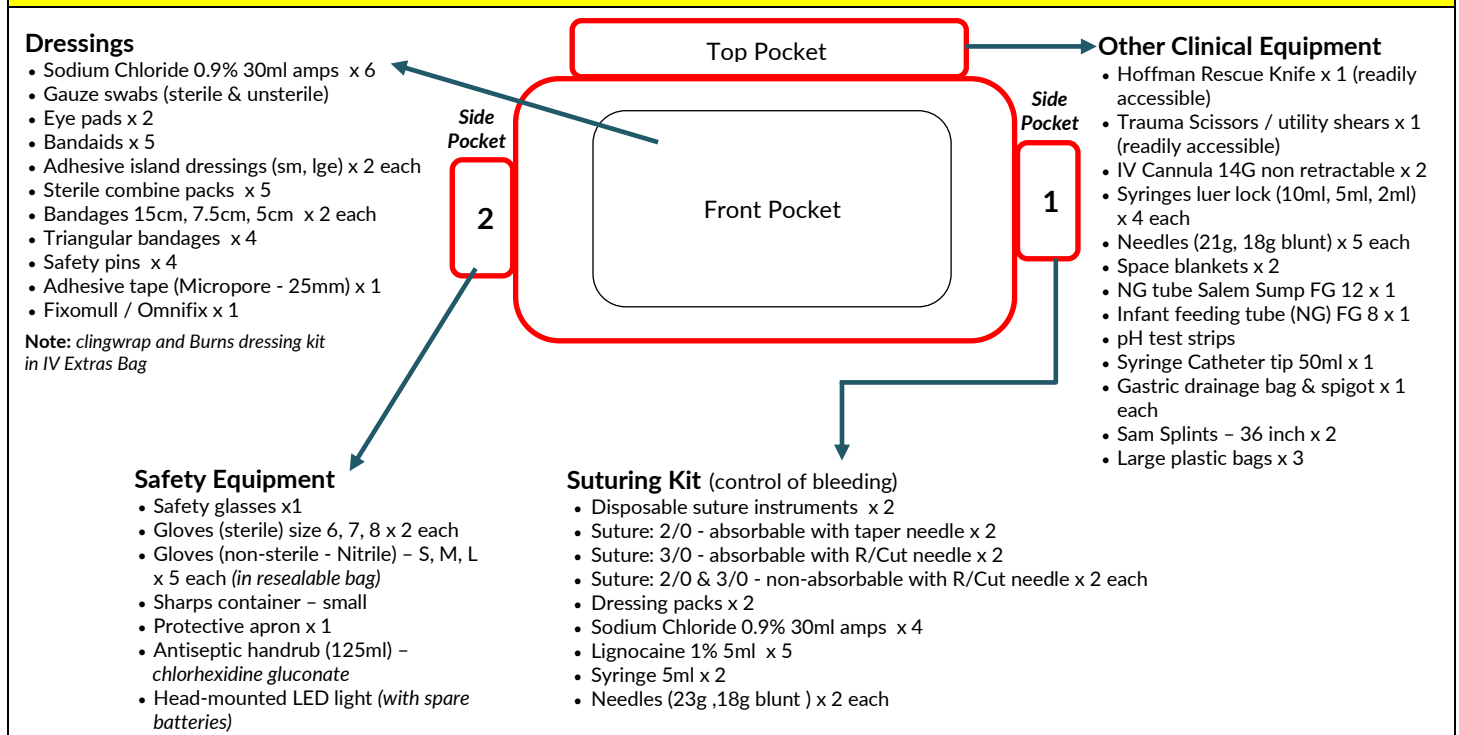 Dressings
• Sodium Chloride 0.9% 30ml amps x 6
• Gauze swabs (sterile & unsterile)
• Eye pads x 2
• Bandaids x 5
• Adhesive island dressings (sm, lge) x 2 each
• Sterile combine packs x 5
• Bandages 15cm, 7.5cm, 5cm x 2 each
• Triangular bandages x 4
• Safety pins x 4
• Adhesive tape (Micropore - 25mm) x 1
• Fixomull / Omnifix x 1
Note: clingwrap and Burns dressing kit
in IV Extras Bag
Top Pocket
Side
Pocket
2
Front Pocket
Side
Pocket
1
Other Clinical Equipment
• Hoffman Rescue Knife x 1 (readily
accessible)
• Trauma Scissors / utility shears x 1
(readily accessible)
• IV Cannula 14G non retractable x 2
• Syringes luer lock (10ml, 5ml, 2ml)
x 4 each
• Needles (21g, 18g blunt) x 5 each
• Space blankets x 2
• NG tube Salem Sump FG 12 x 1
• Infant feeding tube (NG) FG 8 x 1
• pH test strips
• Syringe Catheter tip 50ml x 1
• Gastric drainage bag & spigot x 1
each
• Sam Splints – 36 inch x 2
• Large plastic bags x 3
Safety Equipment
• Safety glasses x1
• Gloves (sterile) size 6, 7, 8 x 2 each
• Gloves (non-sterile - Nitrile) – S, M, L
x 5 each (in resealable bag)
• Sharps container – small
• Protective apron x 1
• Antiseptic handrub (125ml) –
chlorhexidine gluconate
• Head-mounted LED light (with spare
batteries)
Suturing Kit (control of bleeding)
• Disposable suture instruments x 2
• Suture: 2/0 - absorbable with taper needle x 2
• Suture: 3/0 - absorbable with R/Cut needle x 2
• Suture: 2/0 & 3/0 - non-absorbable with R/Cut needle x 2 each
• Dressing packs x 2
• Sodium Chloride 0.9% 30ml amps x 4
• Lignocaine 1% 5ml x 5
• Syringe 5ml x 2
• Needles (23g ,18g blunt ) x 2 each